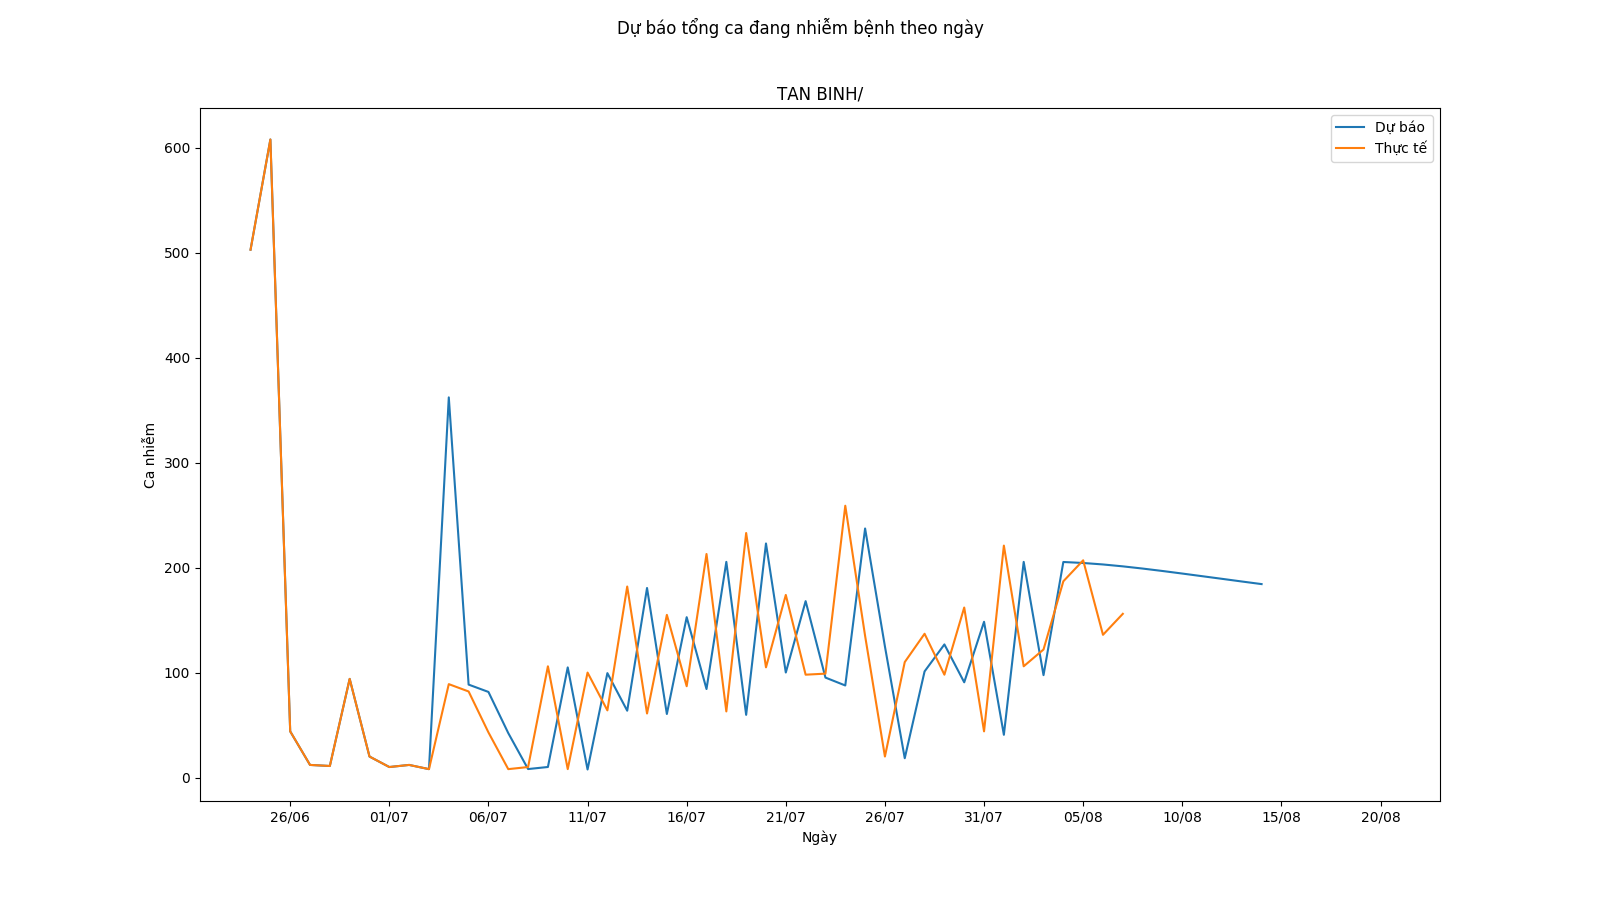 Dự báo tổng ca đang nhiễm bệnh theo ngày
TAN BINH/
Dự báo
Thực tế
600
500
400
300
200
100
0
Ca nhiễm
26/06 01/07 06/07 11/07 16/07 21/07 26/07 31/07 05/08 10/08 15/08 20/08
Ngày